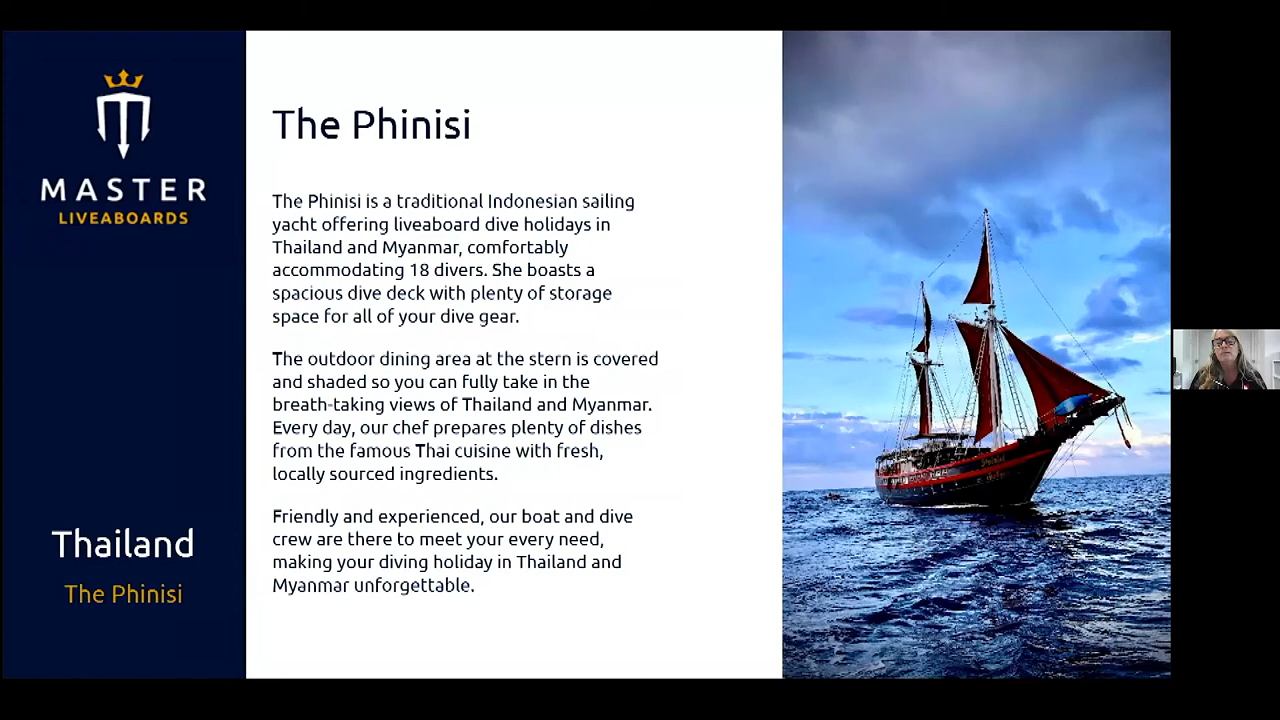 MASTER
LIVEABOARDS
Thailand
The Phinisi
The Phinisi
The Phinisi is a traditional Indonesian sailing
yacht offering liveaboard dive holidays in
Thailand and Myanmar, comfortably
accommodating 18 divers. She boasts a
spacious dive deck with plenty of storage
space for all of your dive gear.
The outdoor dining area at the stern is covered
and shaded so you can fully take in the
breath-taking views of Thailand and Myanmar.
Every day, our chef prepares plenty of dishes
from the famous Thai cuisine with fresh,
locally sourced ingredients.
Friendly and experienced, our boat and dive
crew are there to meet your every need,
making your diving holiday in Thailand and
Myanmar unforgettable.